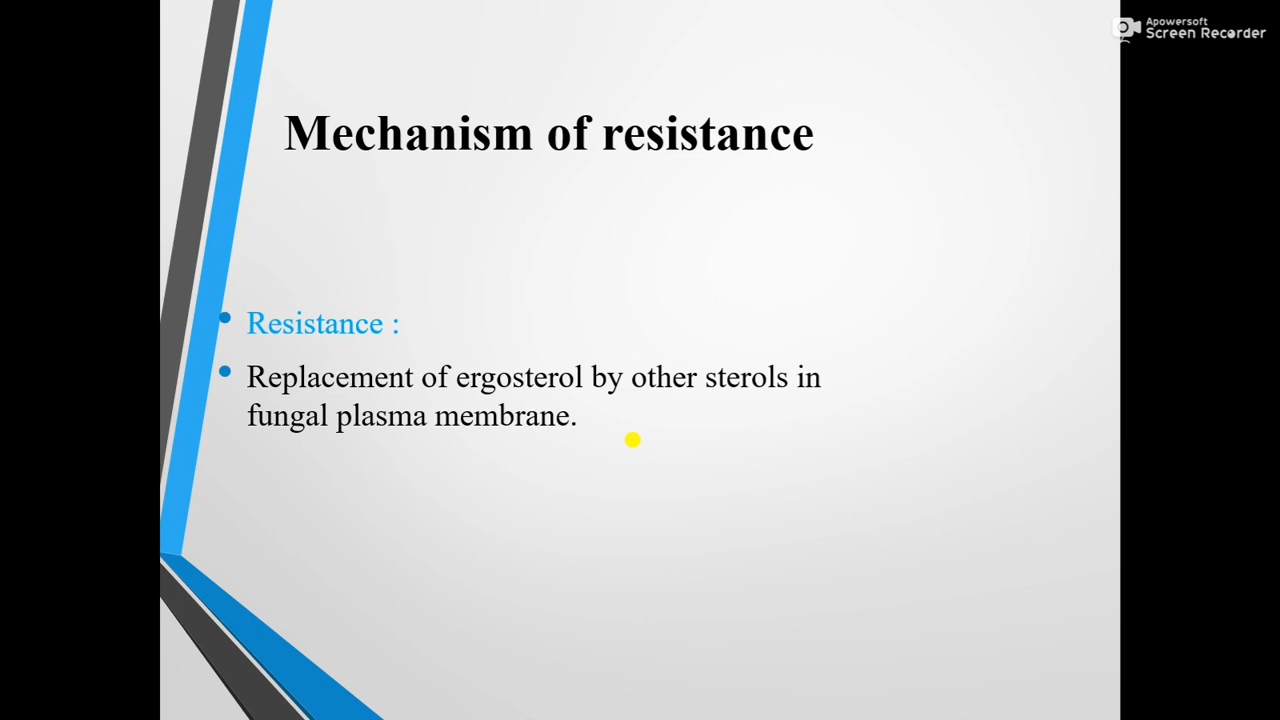 Apowersoft
Screen Recorder
Mechanism of resistance
Resistance :
Replacement of ergosterol by other sterols in
fungal plasma membrane.